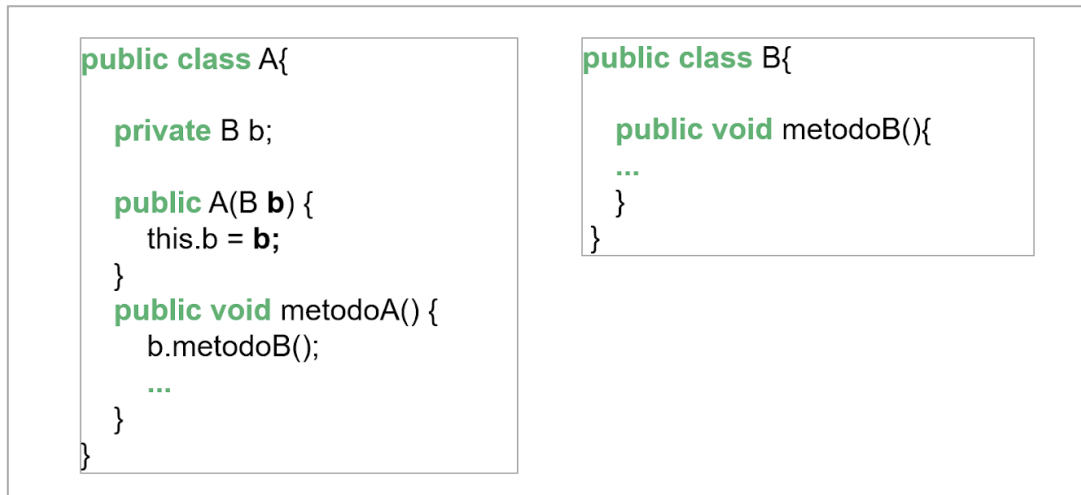 public class A{
private B b;
public A(B b) {
this.b = b;
}
public void metodoA() {
b.metodoB();
...
}
}
public class B{
public void metodoB(){
...
}
}